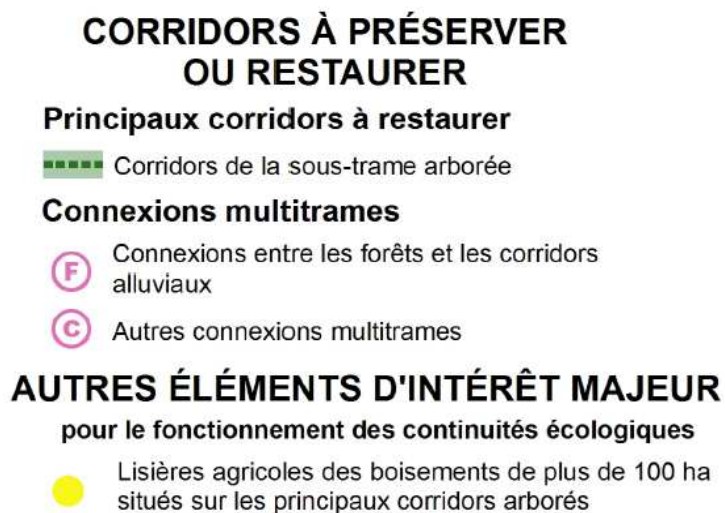 CORRIDORS À PRÉSERVER
OU RESTAURER
Principaux corridors à restaurer
Corridors de la sous-trame arborée
Connexions multitrames
F
Connexions entre les forêts et les corridors
alluviaux
C
Autres connexions multitrames
AUTRES ÉLÉMENTS D'INTÉRÊT MAJEUR
pour le fonctionnement des continuités écologiques
Lisières agricoles des boisements de plus de 100 ha
situés sur les principaux corridors arborés